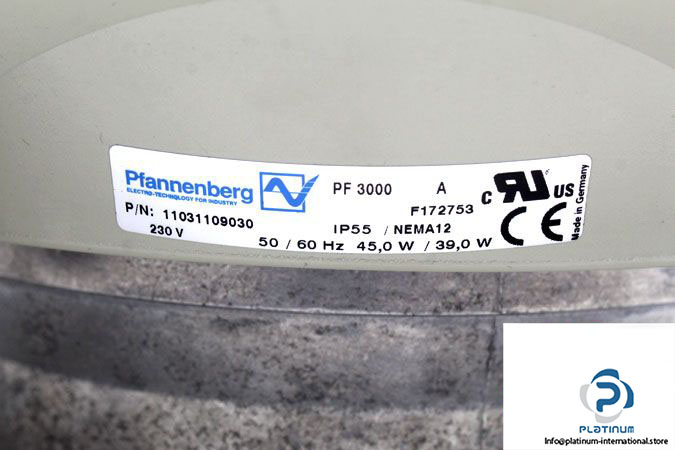 Pfannenberg
ELECTRO-TECHNOLOGY FOR INDUSTRY
PF 3000 A
F172753
c RU US
CE
Made in Germany
P/N: 11031109030
230 V
IP55 / NEMA12
50 / 60 Hz 45,0 W / 39,0 W
PLATINUM
Info@platinum-international.store